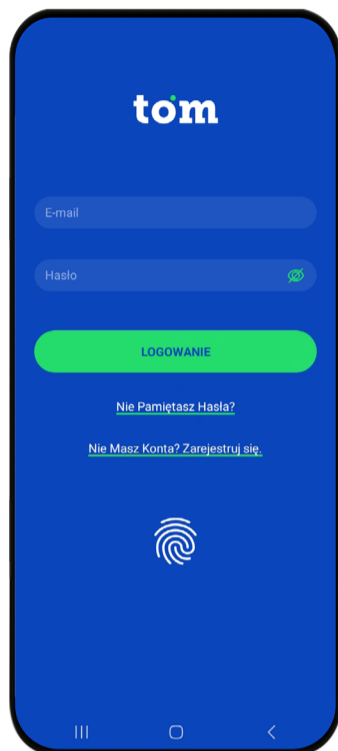 tom
E-mail
Hasło
LOGOWANIE
Nie Pamiętasz Hasła?
Nie Masz Konta? Zarejestruj się.